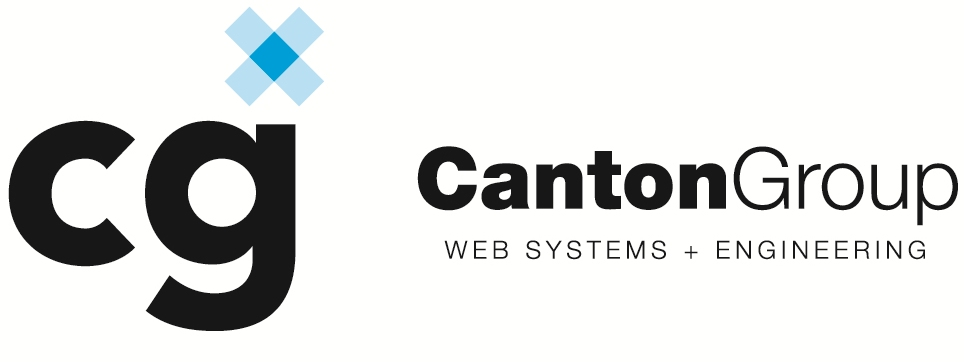 cg
CantonGroup
WEB SYSTEMS + ENGINEERING